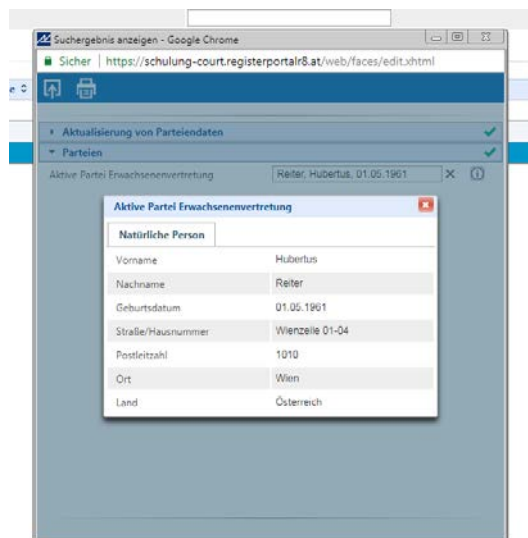 Suchergebnis anzeigen - Google Chrome
Sicher | https://schulung-court.registerportalr8.at/web/faces/edit.xhtml
e
Aktualisierung von Parteiendaten
Parteien
Aktive Partei Erwachsenenvertretung Reiter, Hubertus, 01.05.1961
Aktive Partei Erwachsenenvertretung
Natürliche Person
Vorname Hubertus
Nachname Reiter
Geburtsdatum 01.05.1961
Straße/Hausnummer Wienzeile 01-04
Postleitzahl 1010
Ort Wien
Land Österreich